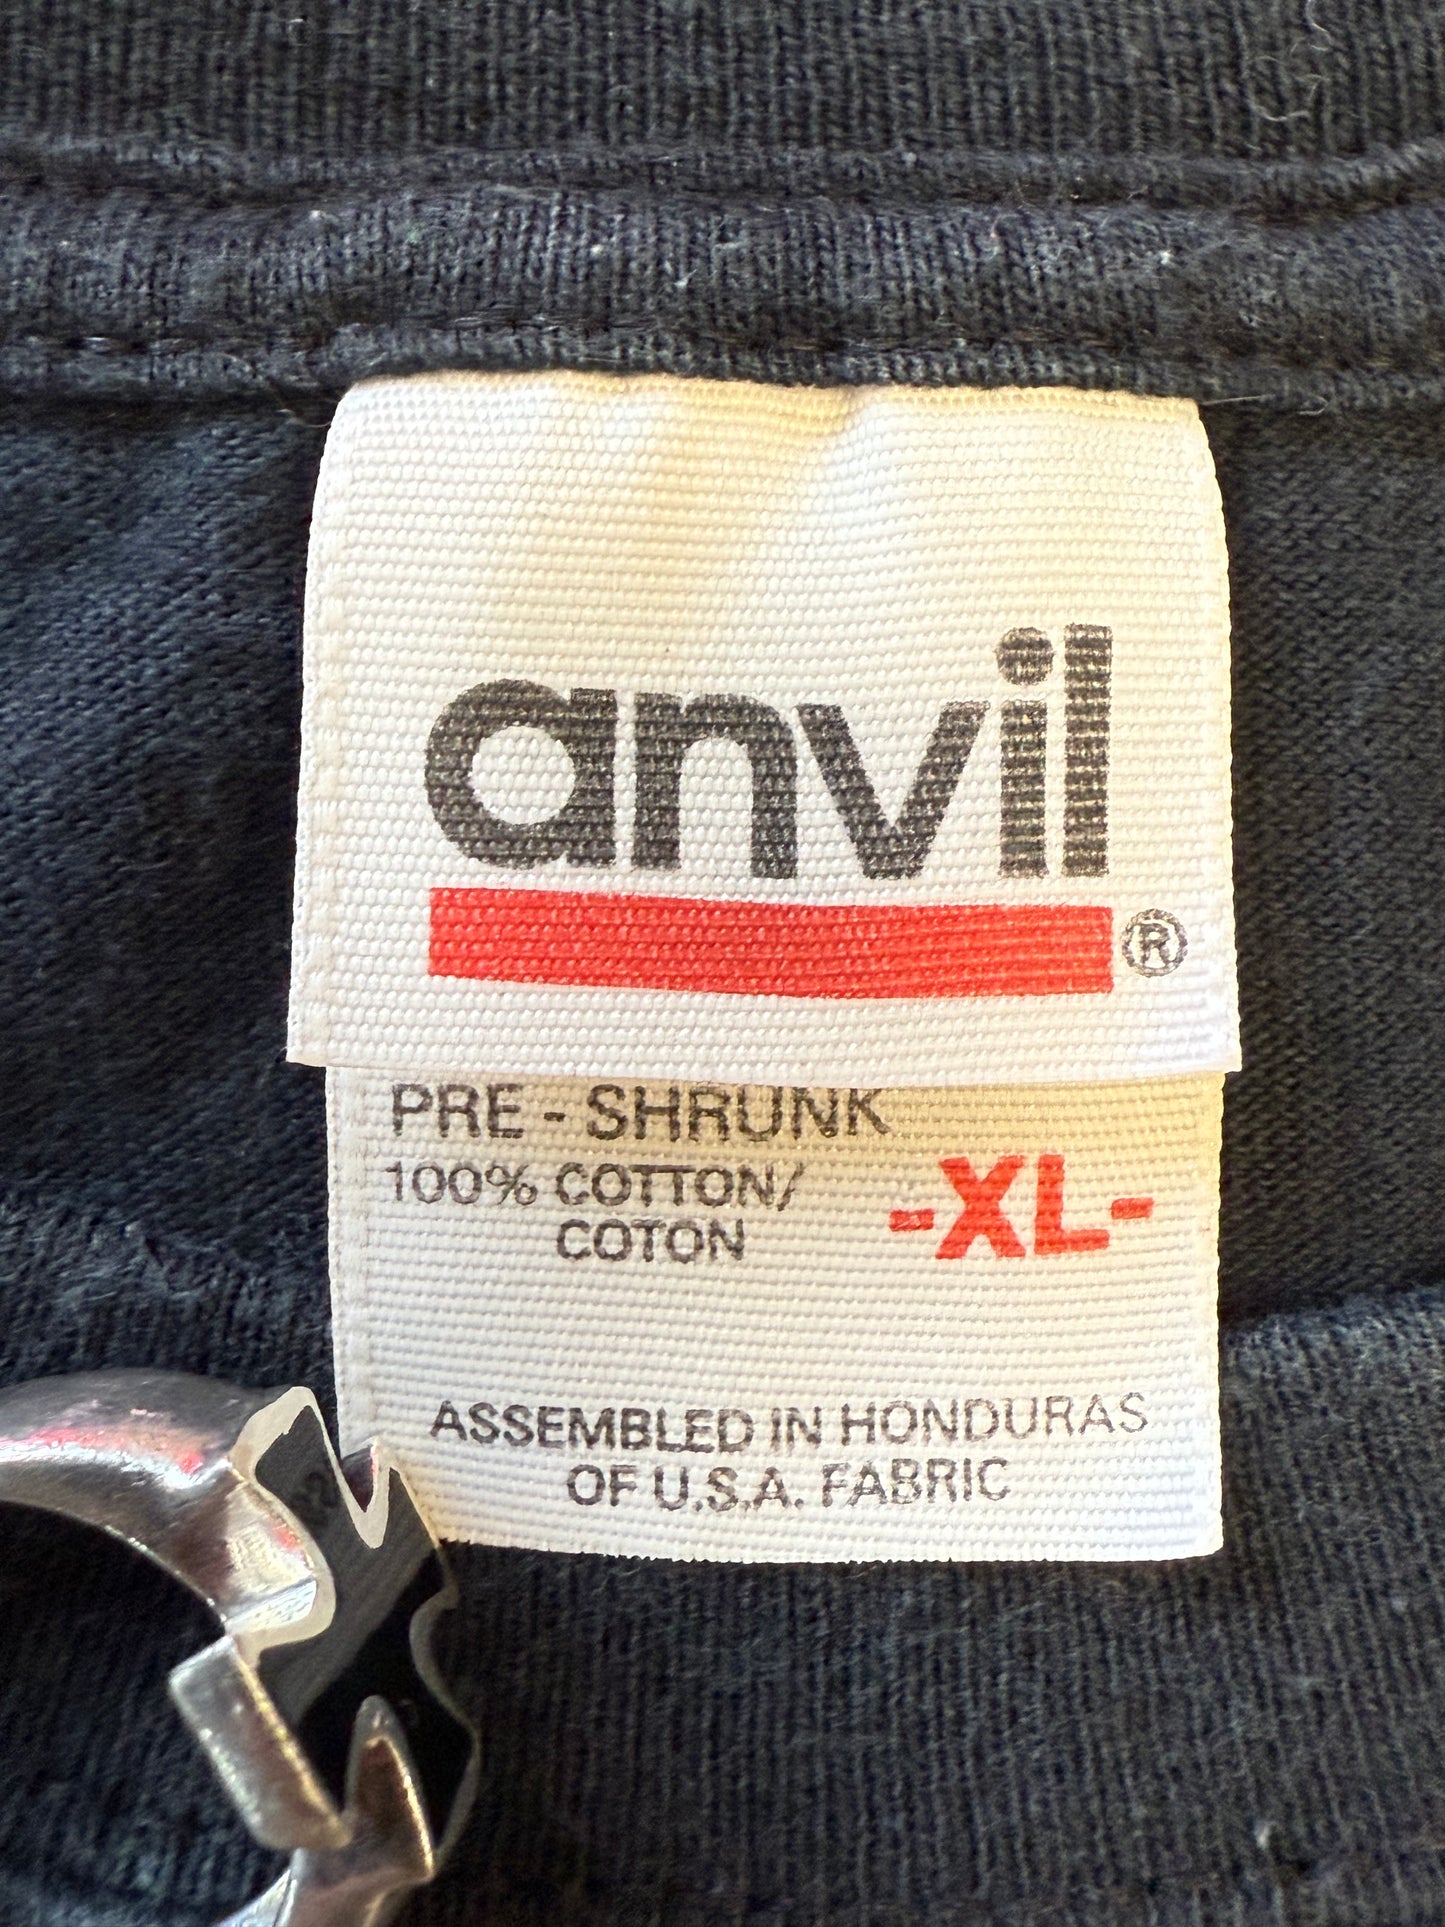 anvil
®
PRE - SHRUNK
100% COTTON/
COTON
-XL-
ASSEMBLED IN HONDURAS
OF U.S.A. FABRIC